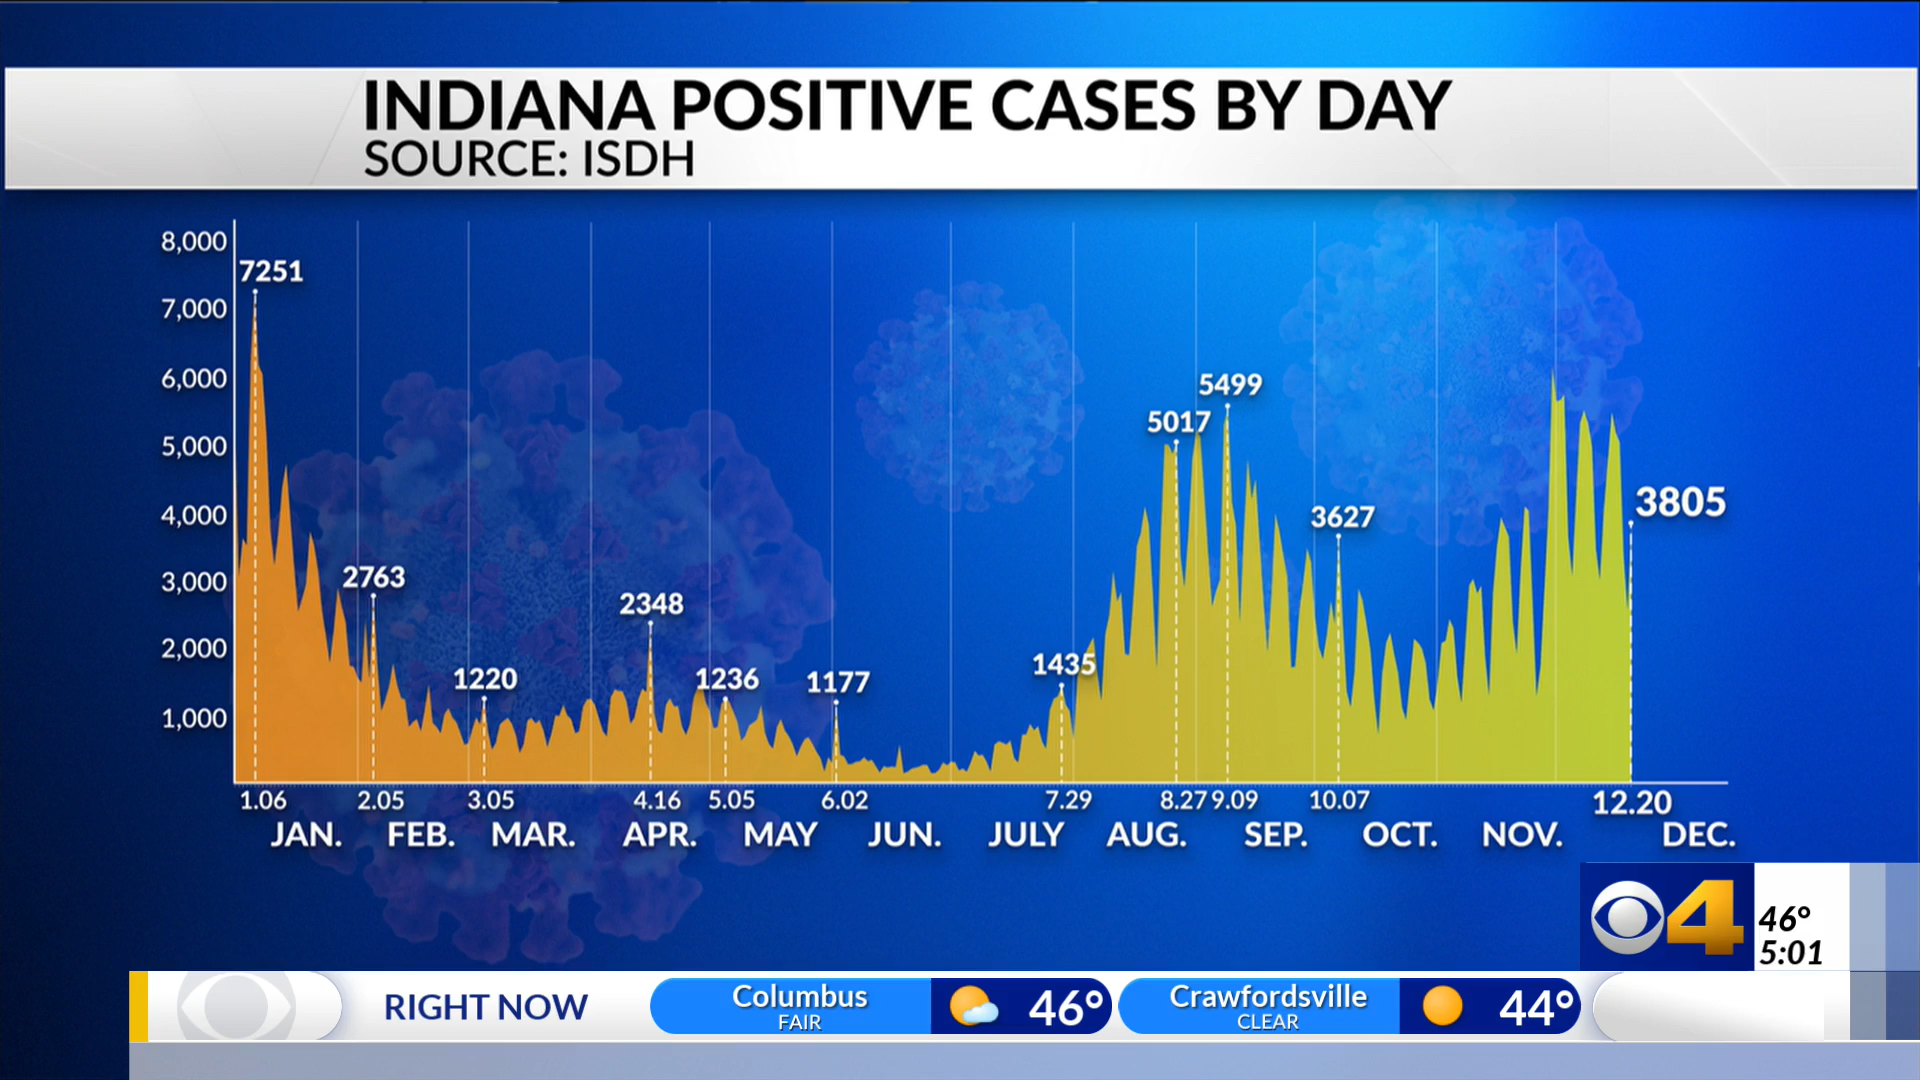 INDIANA POSITIVE CASES BY DAY
SOURCE: ISDH
8,000
7,000
6,000
5,000
4,000
3,000
2,000
1,000
7251
2763
1220
2348
1236
1177
1435
5017
5499
3627
3805
1.06 2.05 3.05 4.16 5.05 6.02 7.29 8.27 9.09 10.07 12.20
JAN. FEB. MAR. APR. MAY JUN. JULY AUG. SEP. OCT. NOV. DEC.
4
46°
5:01
RIGHT NOW
Columbus
FAIR
46°
Crawfordsville
CLEAR
44°